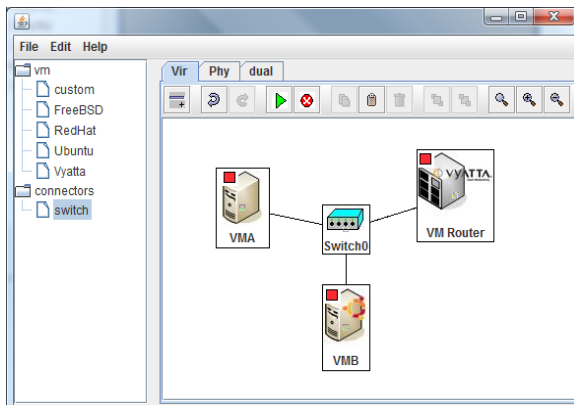 File Edit Help
vm
custom
FreeBSD
RedHat
Ubuntu
Vyatta
connectors
switch
Vir Phy dual
VYATTA
VMA
Switch0
VM Router
VMB